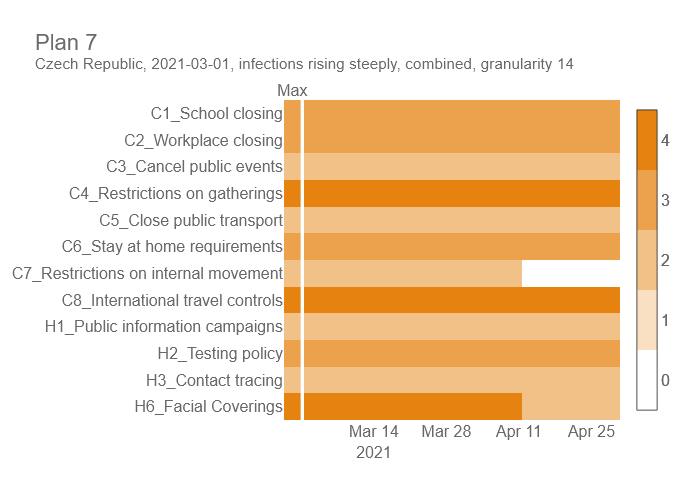 Plan 7
Czech Republic, 2021-03-01, infections rising steeply, combined, granularity 14
Max
C1_School closing
C2_Workplace closing
C3_Cancel public events
C4_Restrictions on gatherings
C5_Close public transport
C6_Stay at home requirements
C7_Restrictions on internal movement
C8_International travel controls
H1_Public information campaigns
H2_Testing policy
H3_Contact tracing
H6_Facial Coverings
Mar 14 Mar 28 Apr 11 Apr 25
2021
4
3
2
1
0